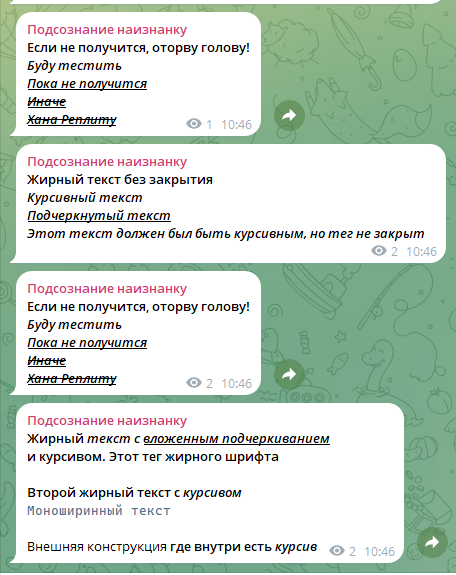 Подсознание наизнанку
Если не получится, оторву голову!
Буду тестить
Пока не получится
Иначе
Хана Реплиту
1 10:46
Подсознание наизнанку
Жирный текст без закрытия
Курсивный текст
Подчеркнутый текст
Этот текст должен был быть курсивным, но тег не закрыт
2 10:46
Подсознание наизнанку
Если не получится, оторву голову!
Буду тестить
Пока не получится
Иначе
Хана Реплиту
2 10:46
Подсознание наизнанку
Жирный текст с вложенным подчеркиванием
и курсивом. Этот тег жирного шрифта
Второй жирный текст с курсивом
Моноширинный текст
Внешняя конструкция где внутри есть курсив
2 10:46